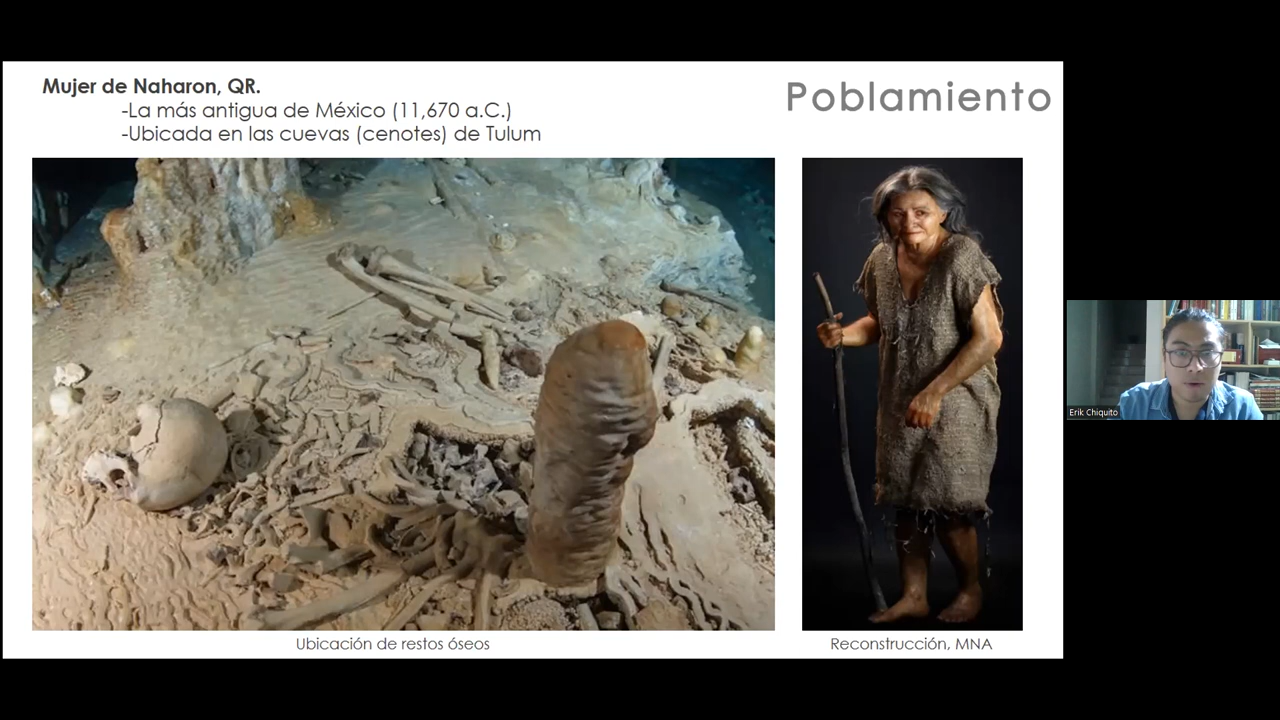 Mujer de Naharon, QR.
-La más antigua de México (11,670 a.C.)
-Ubicada en las cuevas (cenotes) de Tulum
Poblamiento
Ubicación de restos óseos
Reconstrucción, MNA
Erik Chiquito